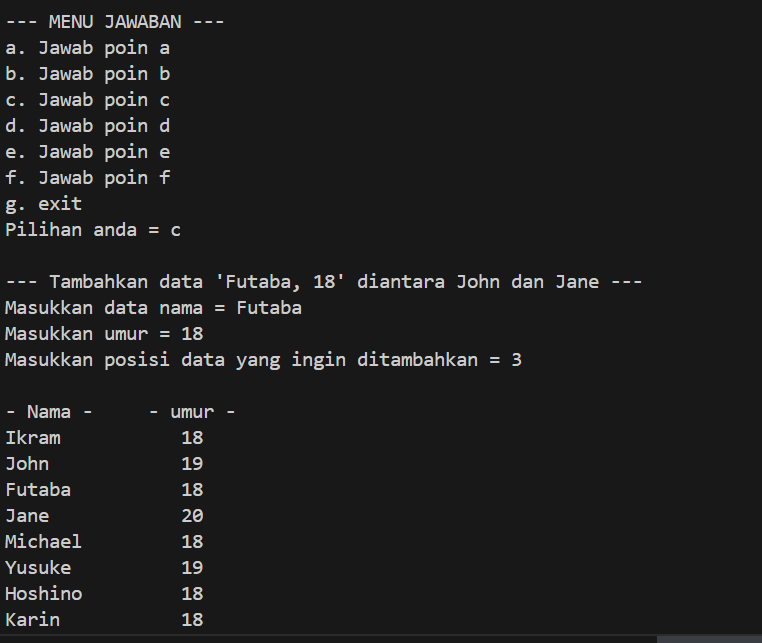 --- MENU JAWABAN ---
a. Jawab poin a
b. Jawab poin b
c. Jawab poin c
d. Jawab poin d
e. Jawab poin e
f. Jawab poin f
g. exit
Pilihan anda = c
--- Tambahkan data 'Futaba, 18' diantara John dan Jane ---
Masukkan data nama = Futaba
Masukkan umur = 18
Masukkan posisi data yang ingin ditambahkan = 3
- Nama -     - umur -
Ikram           18
John            19
Futaba          18
Jane            20
Michael         18
Yusuke          19
Hoshino         18
Karin           18